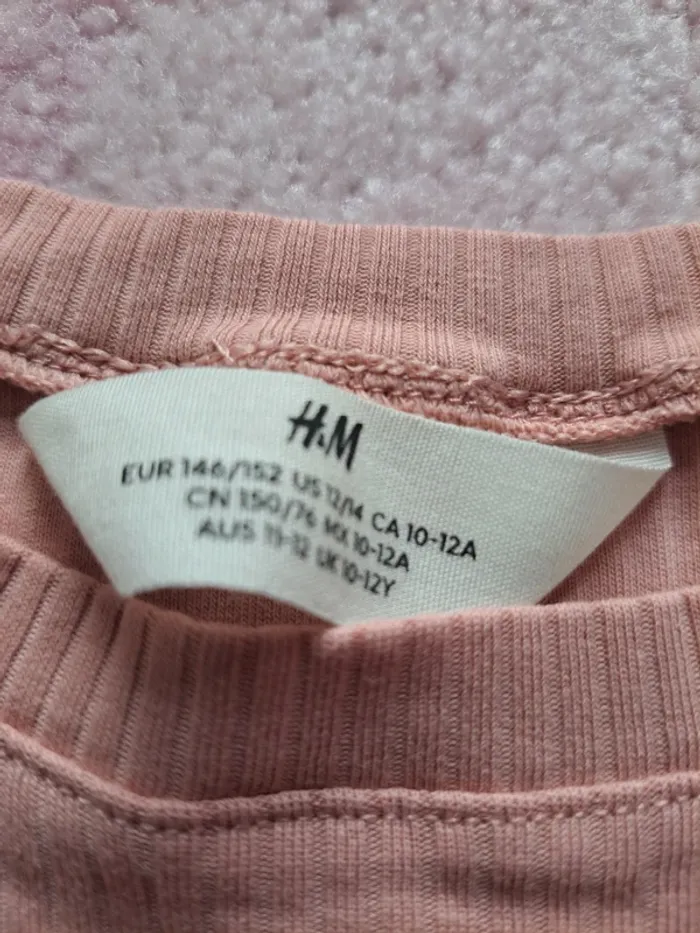 H&M
EUR 146/152 US 12/14 CA 10-12A
CN 150/76 MX 10-12A
AUS 11-12 UK 10-12Y